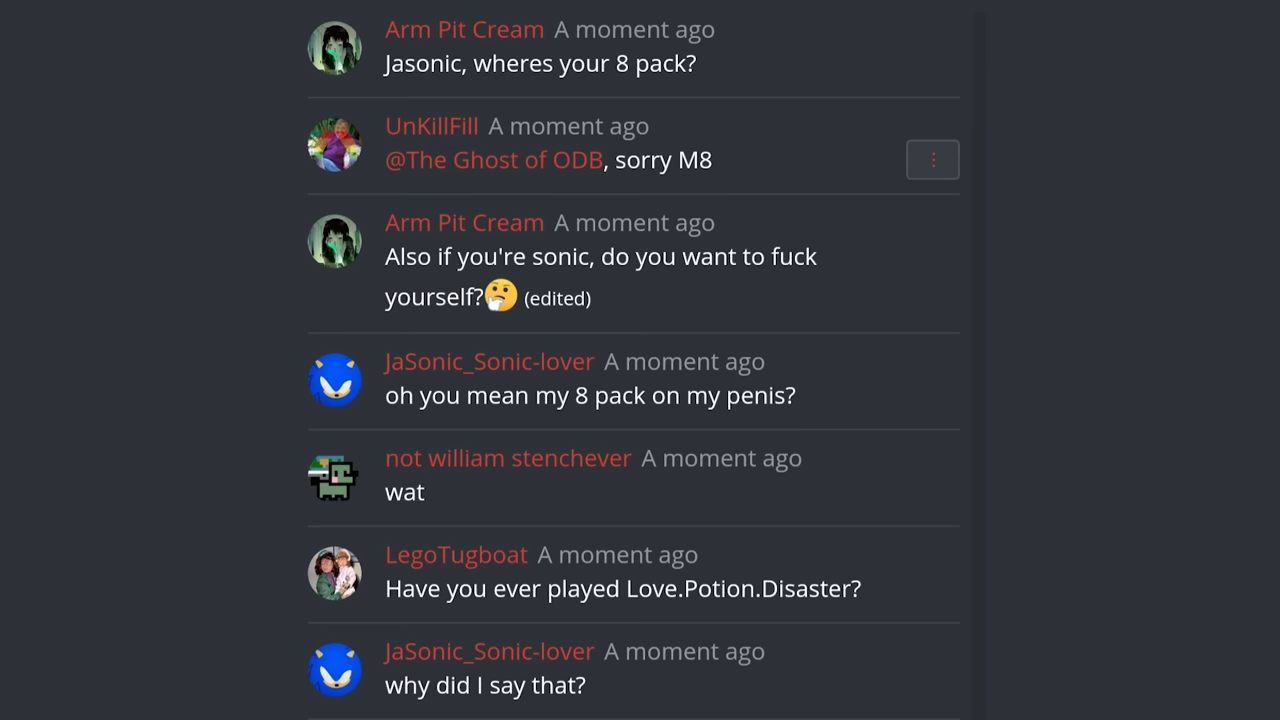 Arm Pit Cream A moment ago
Jasonic, wheres your 8 pack?
UnKillFill A moment ago
@The Ghost of ODB, sorry M8
Arm Pit Cream A moment ago
Also if you're sonic, do you want to fuck
yourself?🤔 (edited)
JaSonic_Sonic-lover A moment ago
oh you mean my 8 pack on my penis?
not william stenchever A moment ago
wat
LegoTugboat A moment ago
Have you ever played Love.Potion.Disaster?
JaSonic_Sonic-lover A moment ago
why did I say that?